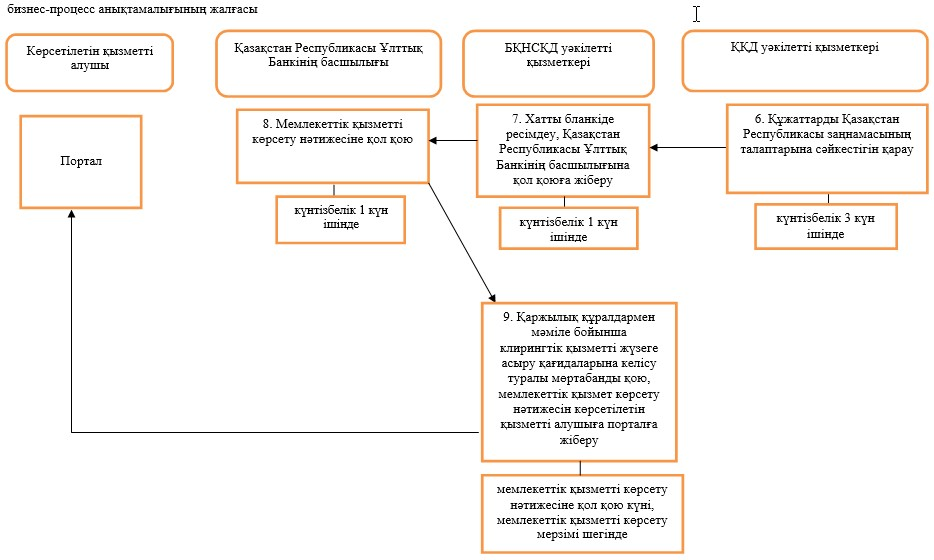 бизнес-процесс анықтамалығының жалғасы
Көрсетілетін қызметті
алушы
Қазақстан Республикасы Ұлттық
Банкінің басшылығы
БҚНСҚД уәкілетті
қызметкері
ҚҚД уәкілетті қызметкері
Портал
8. Мемлекеттік қызметті
көрсету нәтижесіне қол қою
күнтізбелік 1 күн
ішінде
7. Хатты бланкіде
ресімдеу, Қазақстан
Республикасы Ұлттық
Банкінің басшылығына
қол қоюға жіберу
күнтізбелік 1 күн
ішінде
6. Құжаттарды Қазақстан
Республикасы заңнамасының
талаптарына сәйкестігін қарау
күнтізбелік 3 күн
ішінде
9. Қаржылық құралдармен
мәміле бойынша
клирингтік қызметті жүзеге
асыру қағидаларына келісу
туралы мөртабанды қою,
мемлекеттік қызмет көрсету
нәтижесін көрсетілетін
қызметті алушыға порталға
жіберу
мемлекеттік қызметті көрсету
нәтижесіне қол қою күні,
мемлекеттік қызметті көрсету
мерзімі шегінде